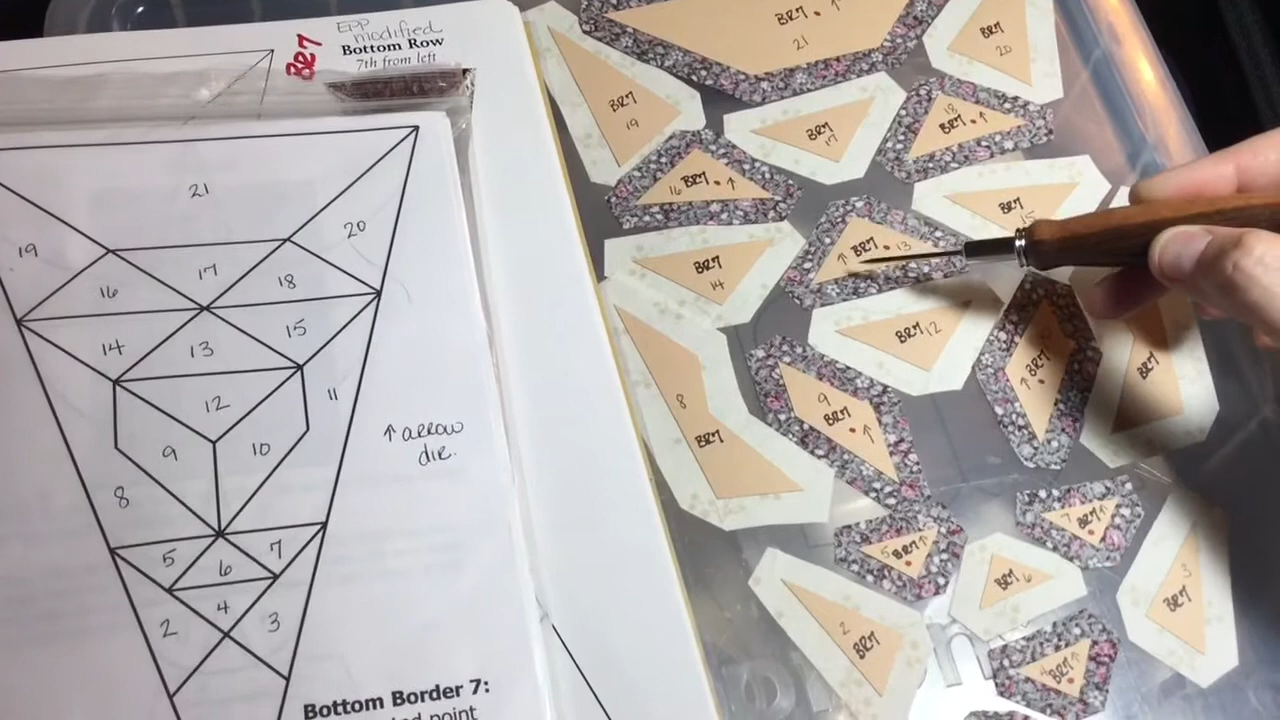 BR7
EPP
modified
Bottom Row
7th from left
21
19
20
16
17
18
14
13
15
12
11
9
10
8
↑ arrow
dir.
5
6
7
4
2
3
Bottom Border 7:
BR7 ↑
21
BR7
20
BR7
19
BR7
17
18
BR7 ↑
16 BR7 ↑
BR7
15
↑ BR7 13
BR7
14
BR7 12
8
BR7
9
BR7 ↑
↑ BR7
BR7
5 BR7 ↑
7 BR7 ↑
BR7 6
3
BR7
2
BR7
4 BR7 ↑